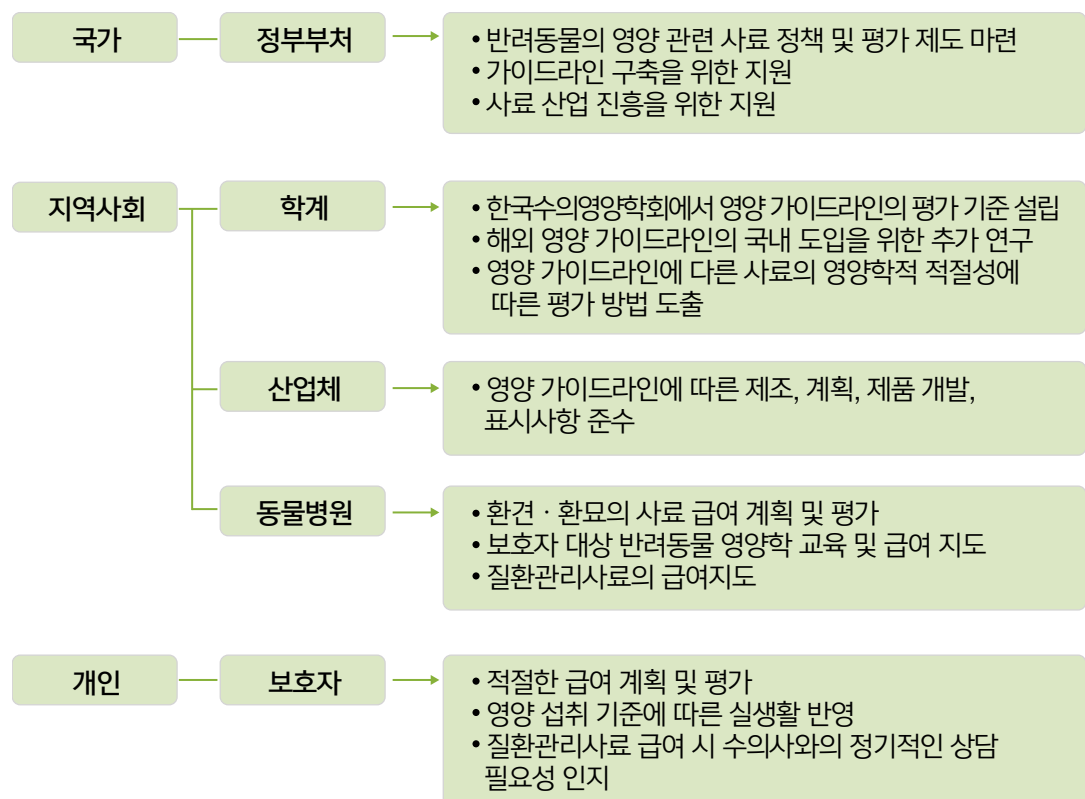 국가
정부부처
• 반려동물의 영양 관련 사료 정책 및 평가 제도 마련
• 가이드라인 구축을 위한 지원
• 사료 산업 진흥을 위한 지원
지역사회
학계
• 한국수의영양학회에서 영양 가이드라인의 평가 기준 설립
• 해외 영양 가이드라인의 국내 도입을 위한 추가 연구
• 영양 가이드라인에 다른 사료의 영양학적 적절성에
따른 평가 방법 도출
산업체
• 영양 가이드라인에 따른 제조, 계획, 제품 개발,
표시사항 준수
동물병원
• 환견 · 환묘의 사료 급여 계획 및 평가
• 보호자 대상 반려동물 영양학 교육 및 급여 지도
• 질환관리사료의 급여지도
개인
보호자
• 적절한 급여 계획 및 평가
• 영양 섭취 기준에 따른 실생활 반영
• 질환관리사료 급여 시 수의사와의 정기적인 상담
필요성 인지